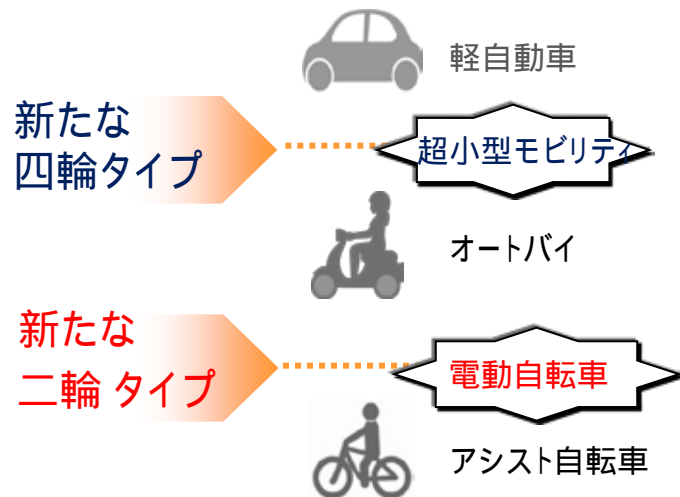 軽自動車
新たな
四輪タイプ
超小型モビリティ
オートバイ
新たな
二輪 タイプ
電動自転車
アシスト自転車